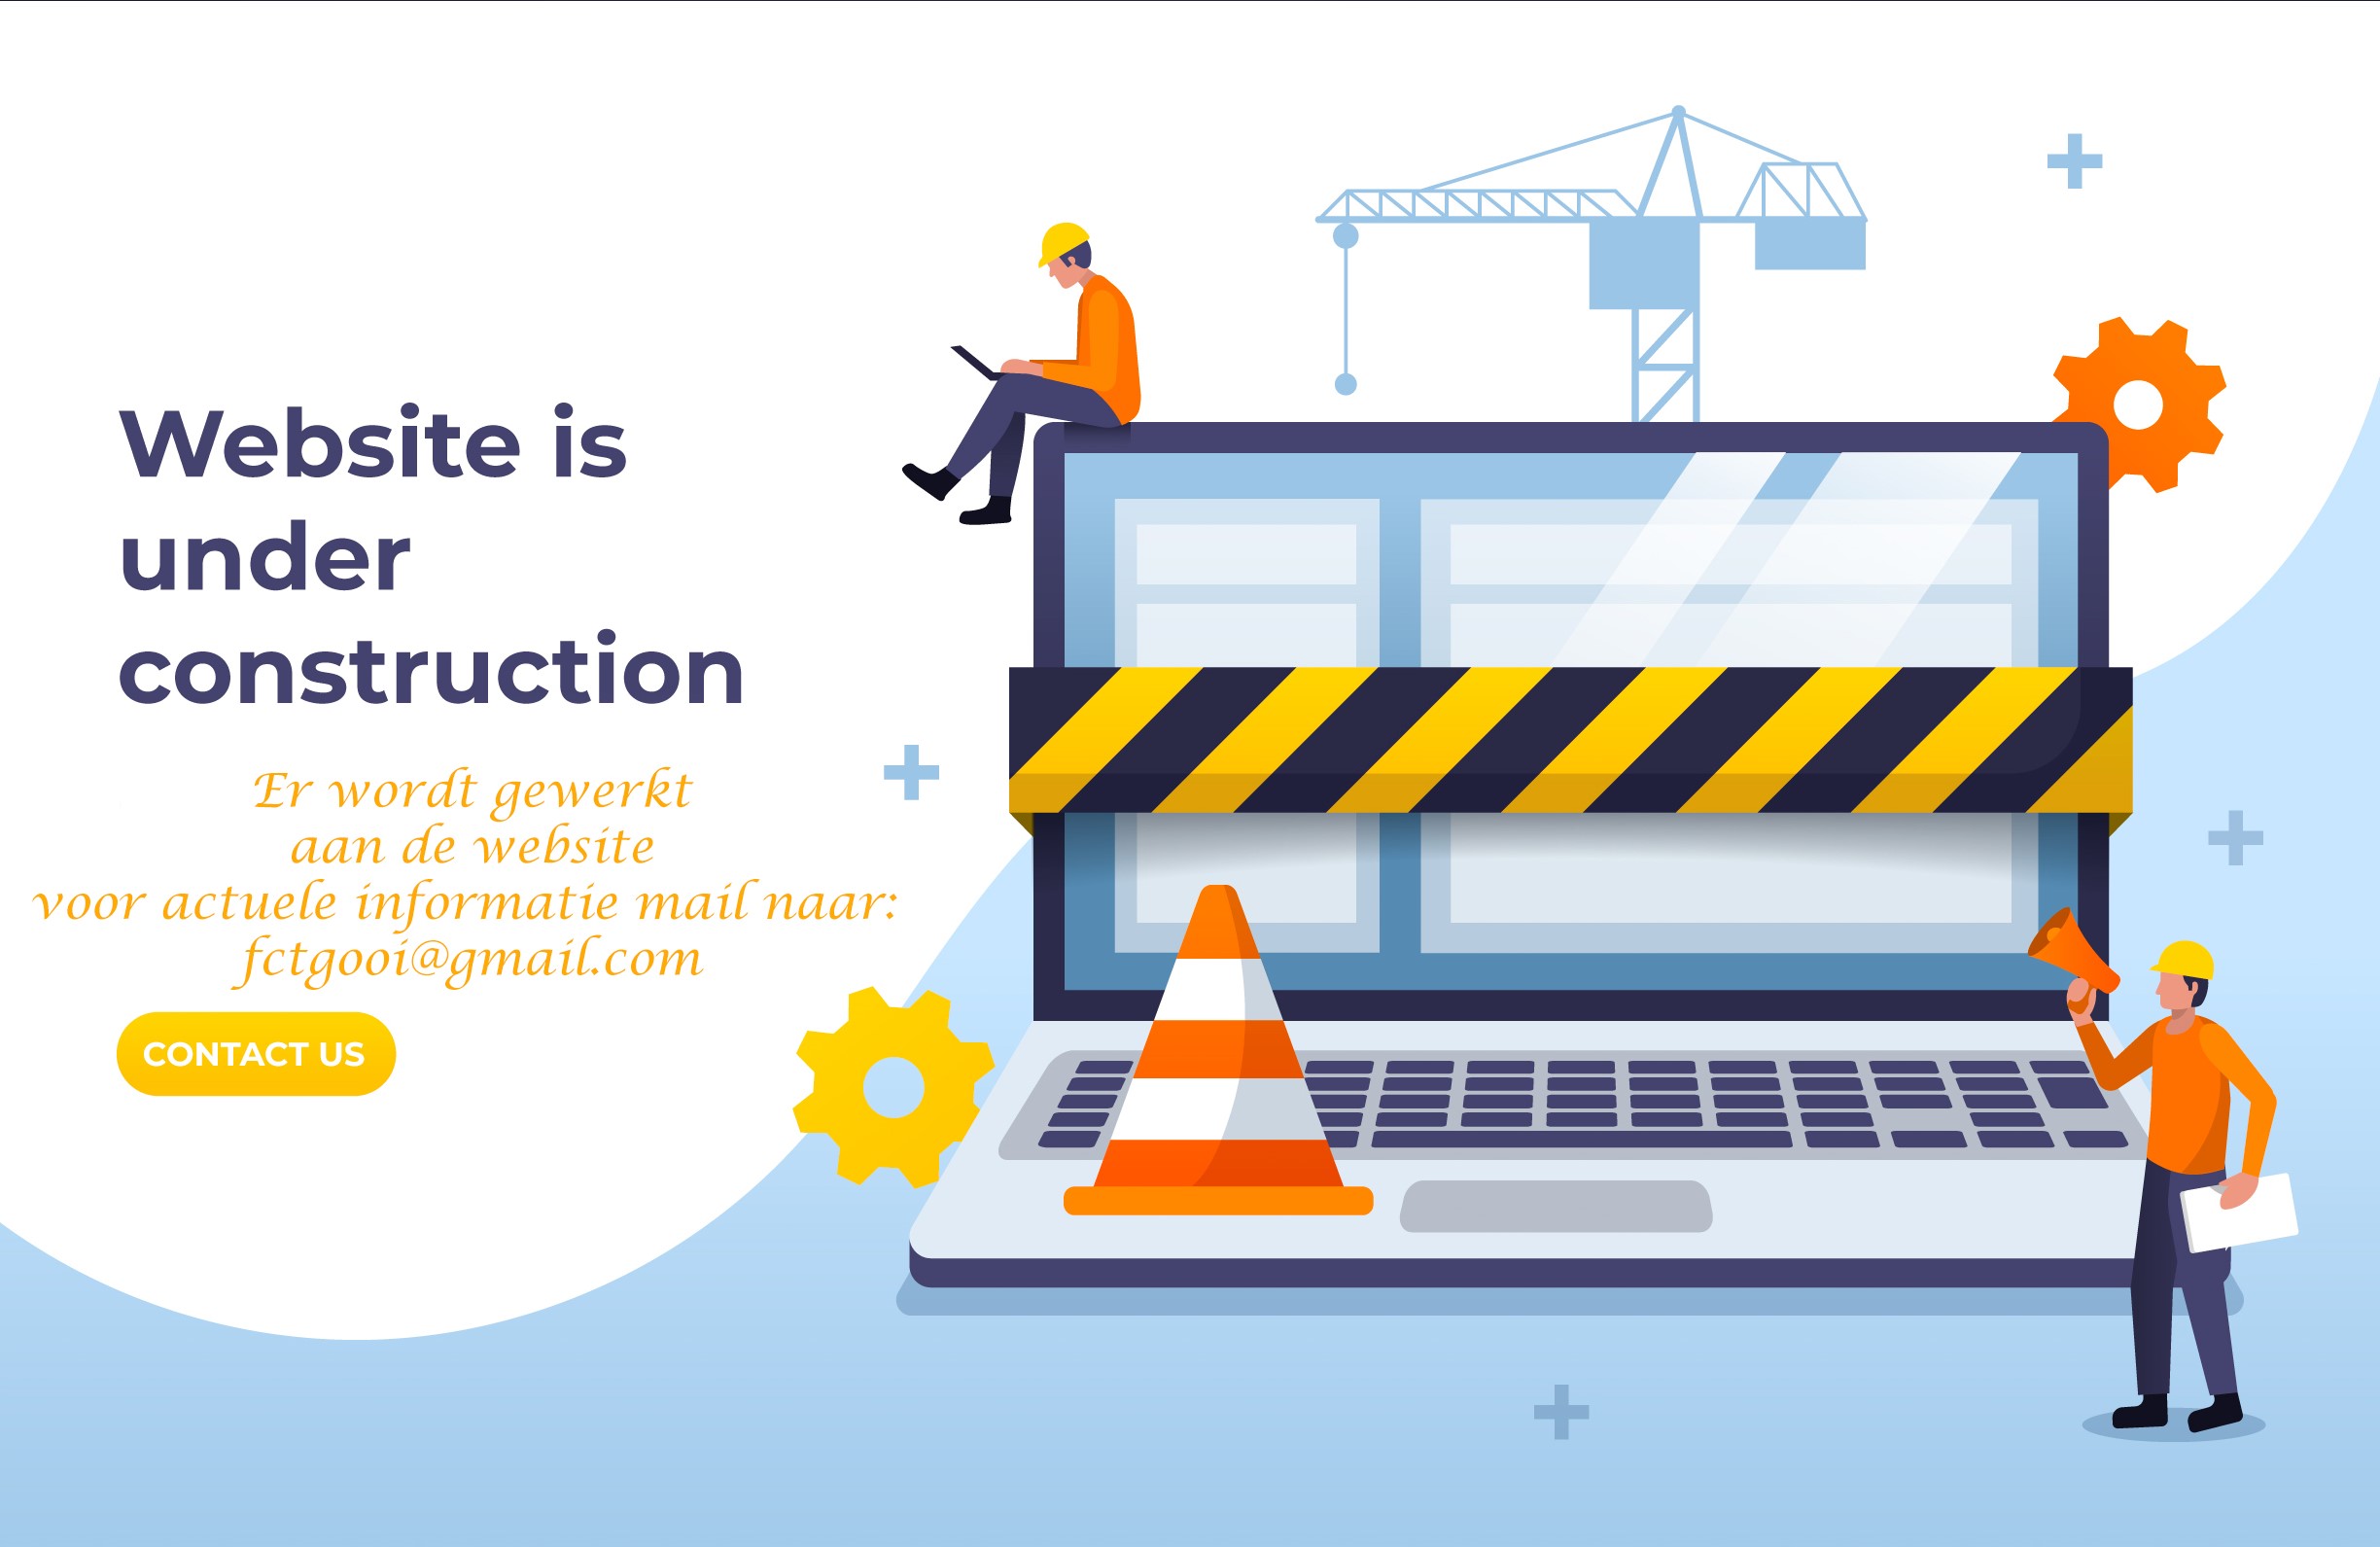 Website is
under
construction
Er wordt gewerkt
aan de website
voor actuele informatie mail naar:
fctgooi@gmail.com
CONTACT US